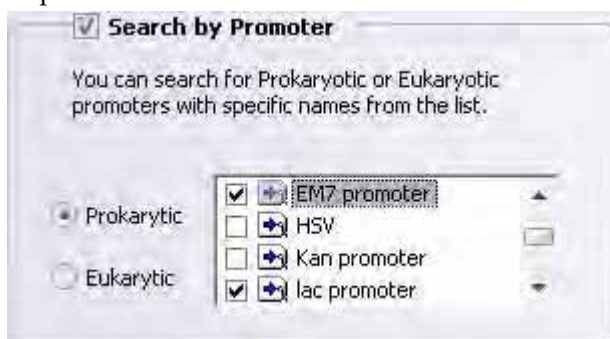 Search by Promoter
You can search for Prokaryotic or Eukaryotic
promoters with specific names from the list.
EM7 promoter
Prokarytic
HSV
Kan promoter
Eukarytic
lac promoter